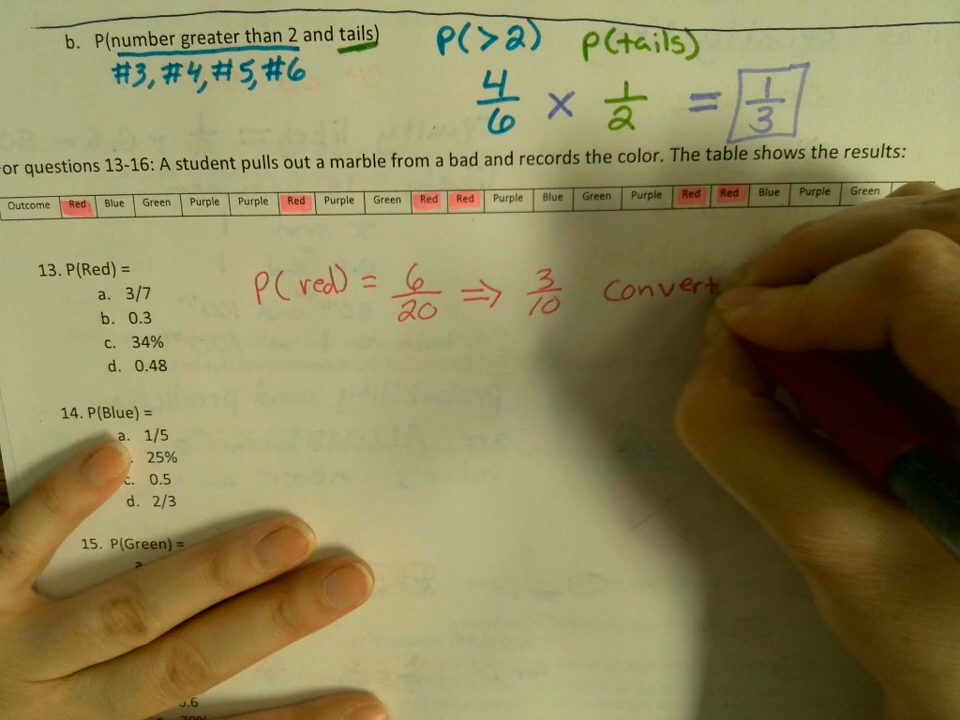 b. P(number greater than 2 and tails)
#3, #4, #5, #6
P(>2) P(tails)
4/6 x 1/2 = 1/3
or questions 13-16: A student pulls out a marble from a bad and records the color. The table shows the results:
Outcome Red Blue Green Purple Purple Red Purple Green Red Red Purple Blue Green Purple Red Red Blue Purple Green
13. P(Red) =
P(red) = 6/20 => 3/10 convert
a. 3/7
b. 0.3
c. 34%
d. 0.48
14. P(Blue) =
a. 1/5
. 25%
c. 0.5
d. 2/3
15. P(Green) =